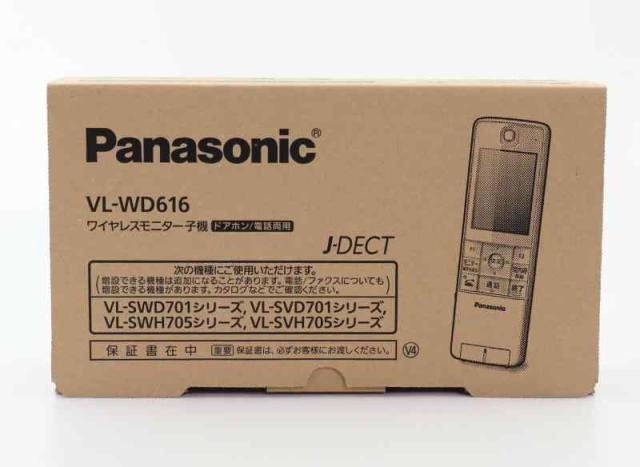 Panasonic®
VL-WD616
ワイヤレスモニター子機 ドアホン/電話両用
J-DECT
次の機種にご使用いただけます。
(増設できる機種は追加になることがあります。電話/ファクスについても
増設できる機種があります。カタログなどでご確認ください。)
VL-SWD701シリーズ, VL-SVD701シリーズ,
VL-SWH705シリーズ, VL-SVH705シリーズ
保証書在中 重要 保証書は、必ずお客様にお渡しください。 V4
通話
終了
Panasonic